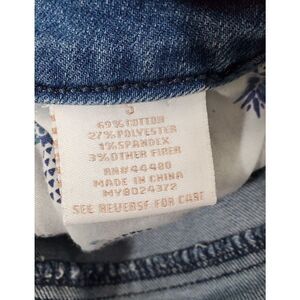 69% COTTON
27% POLYESTER
1% SPANDEX
3% OTHER FIBER
RN#44480
MADE IN CHINA
MY8024372
SEE REVERSE FOR CARE